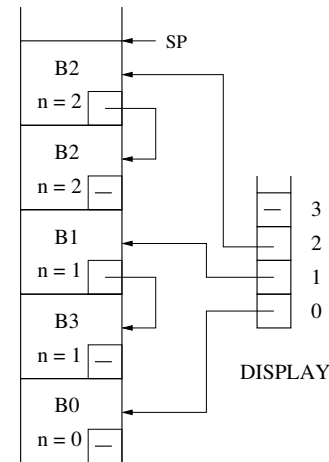 SP
B2
n = 2
B2
n = 2 —
B1
n = 1
B3
n = 1 —
B0
n = 0 —
— 3
2
1
0
DISPLAY